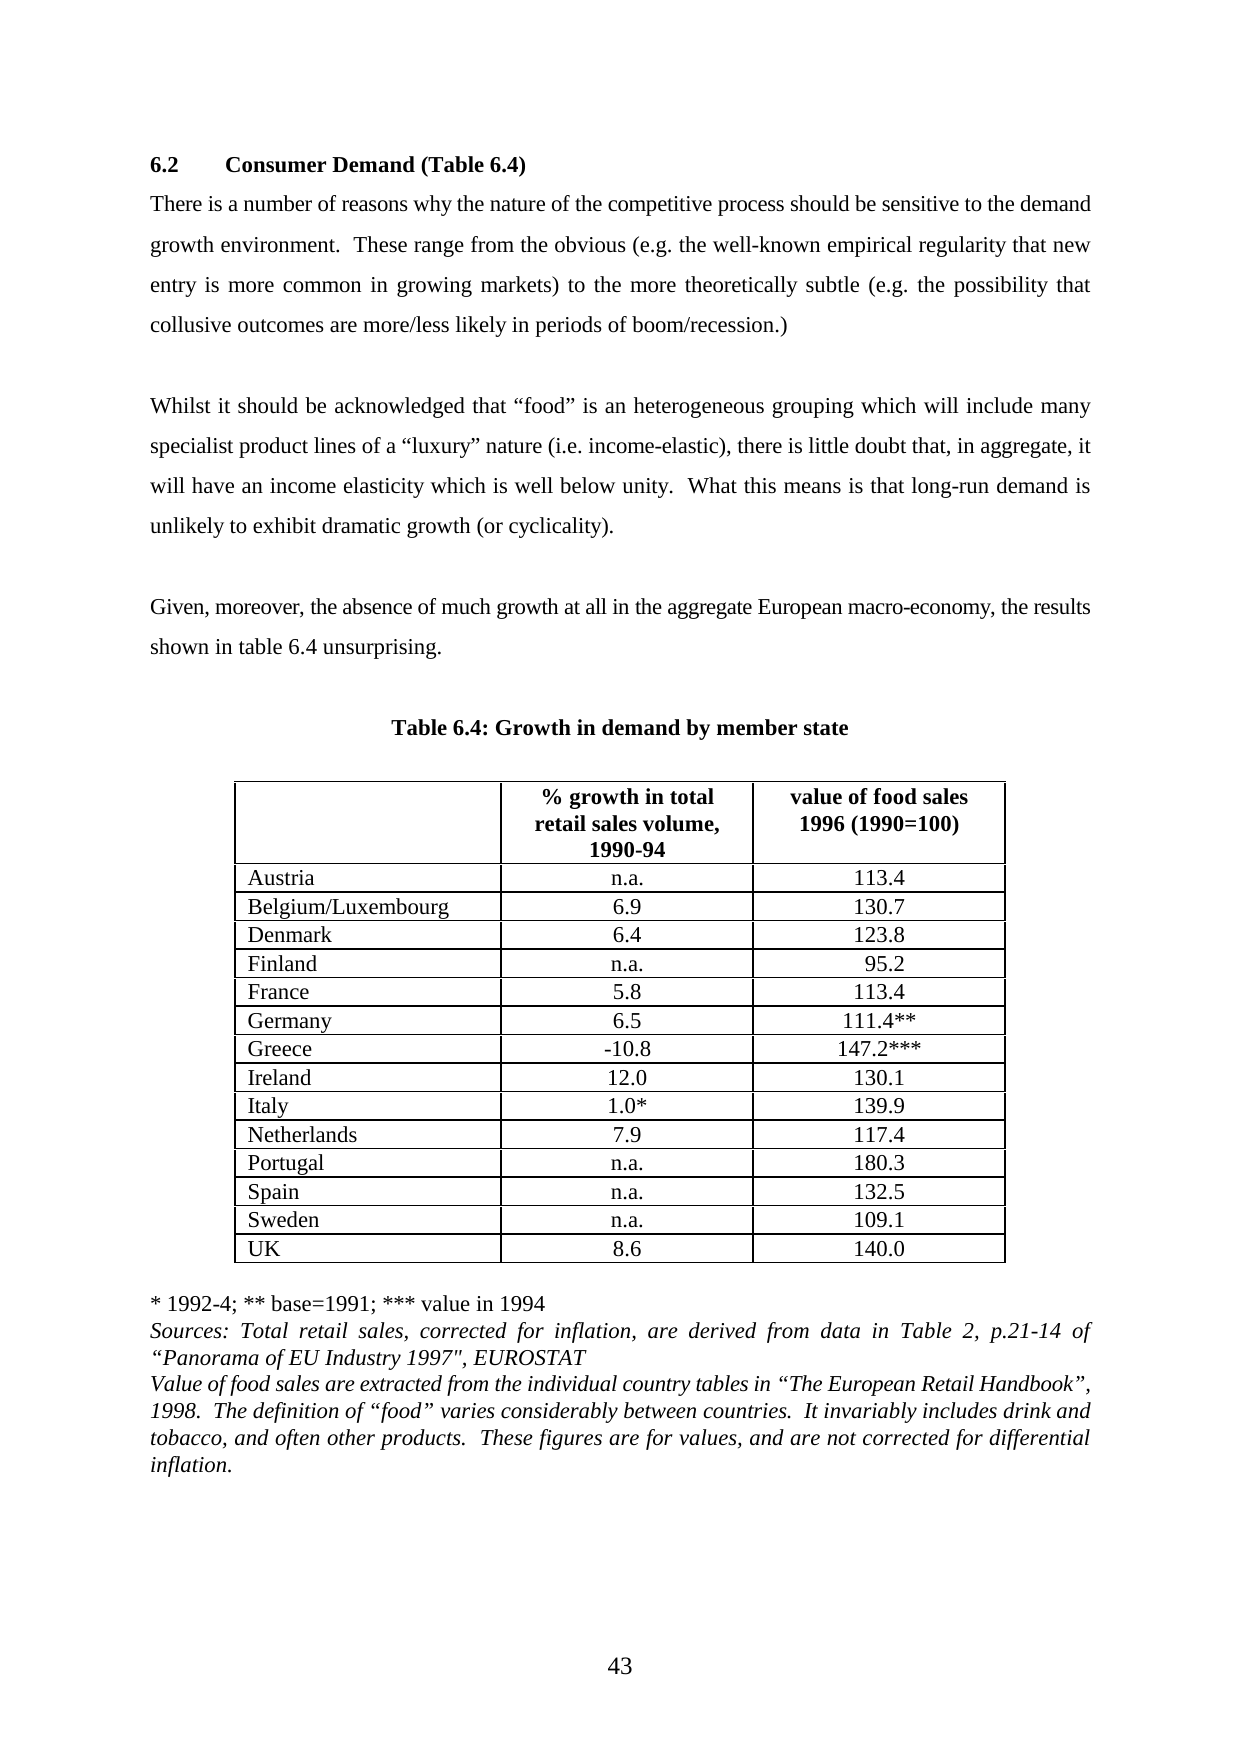 6.2 Consumer Demand (Table 6.4)
There is a number of reasons why the nature of the competitive process should be sensitive to the demand
growth environment. These range from the obvious (e.g. the well-known empirical regularity that new
entry is more common in growing markets) to the more theoretically subtle (e.g. the possibility that
collusive outcomes are more/less likely in periods of boom/recession.)
Whilst it should be acknowledged that “food” is an heterogeneous grouping which will include many
specialist product lines of a “luxury” nature (i.e. income-elastic), there is little doubt that, in aggregate, it
will have an income elasticity which is well below unity. What this means is that long-run demand is
unlikely to exhibit dramatic growth (or cyclicality).
Given, moreover, the absence of much growth at all in the aggregate European macro-economy, the results
shown in table 6.4 unsurprising.
Table 6.4: Growth in demand by member state
% growth in total value of food sales
retail sales volume, 1996 (1990=100)
1990-94
Austria n.a. 113.4
Belgium/Luxembourg 6.9 130.7
Denmark 6.4 123.8
Finland n.a. 95.2
France 5.8 113.4
Germany 6.5 111.4**
Greece -10.8 147.2***
Ireland 12.0 130.1
Italy 1.0* 139.9
Netherlands 7.9 117.4
Portugal n.a. 180.3
Spain n.a. 132.5
Sweden n.a. 109.1
UK 8.6 140.0
* 1992-4; ** base=1991; *** value in 1994
Sources: Total retail sales, corrected for inflation, are derived from data in Table 2, p.21-14 of
“Panorama of EU Industry 1997", EUROSTAT
Value of food sales are extracted from the individual country tables in “The European Retail Handbook”,
1998. The definition of “food” varies considerably between countries. It invariably includes drink and
tobacco, and often other products. These figures are for values, and are not corrected for differential
inflation.
43